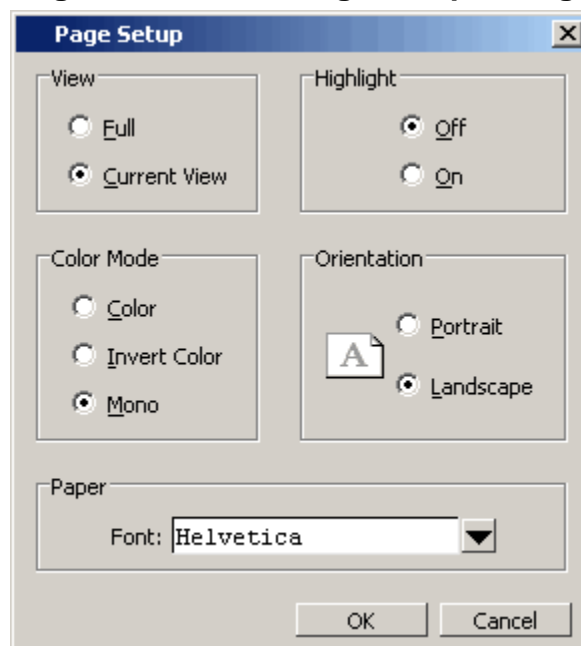 Page Setup
View
Full
Current View
Highlight
Off
On
Color Mode
Color
Invert Color
Mono
Orientation
A
Portrait
Landscape
Paper
Font: Helvetica
OK Cancel